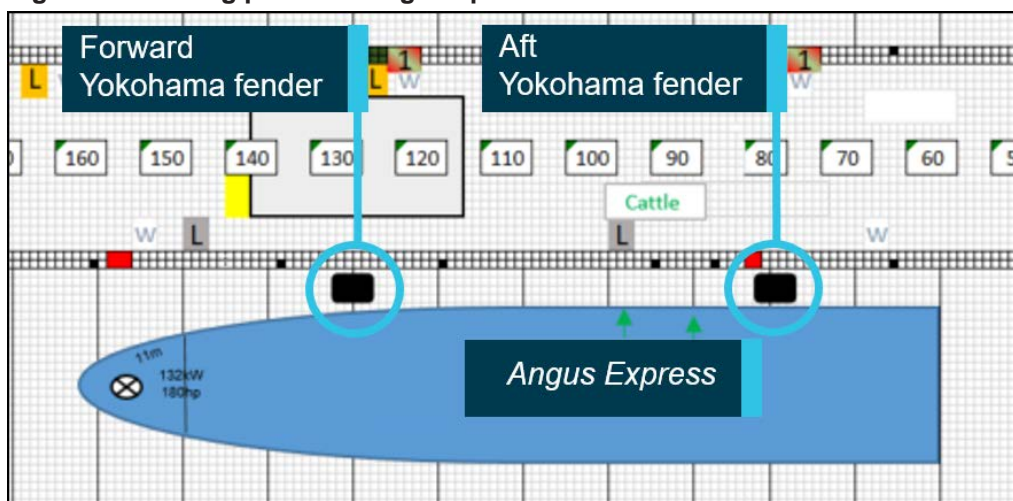 Forward
Yokohama fender
Aft
Yokohama fender
1
1
L
L
W
W
160
150
140
130
120
110
100
90
80
70
60
Cattle
W
L
L
W
11m
132kW
180hp
Angus Express